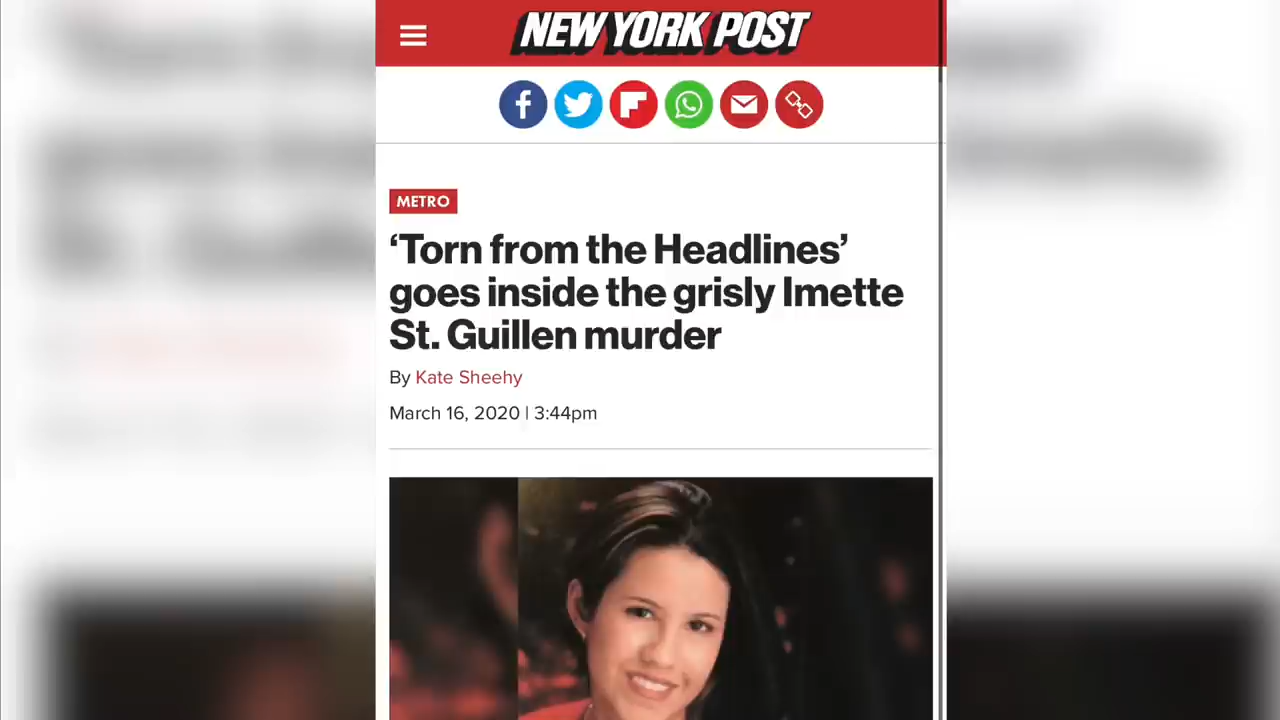 NEW YORK POST
METRO
‘Torn from the Headlines’
goes inside the grisly Imette
St. Guillen murder
By Kate Sheehy
March 16, 2020 | 3:44pm